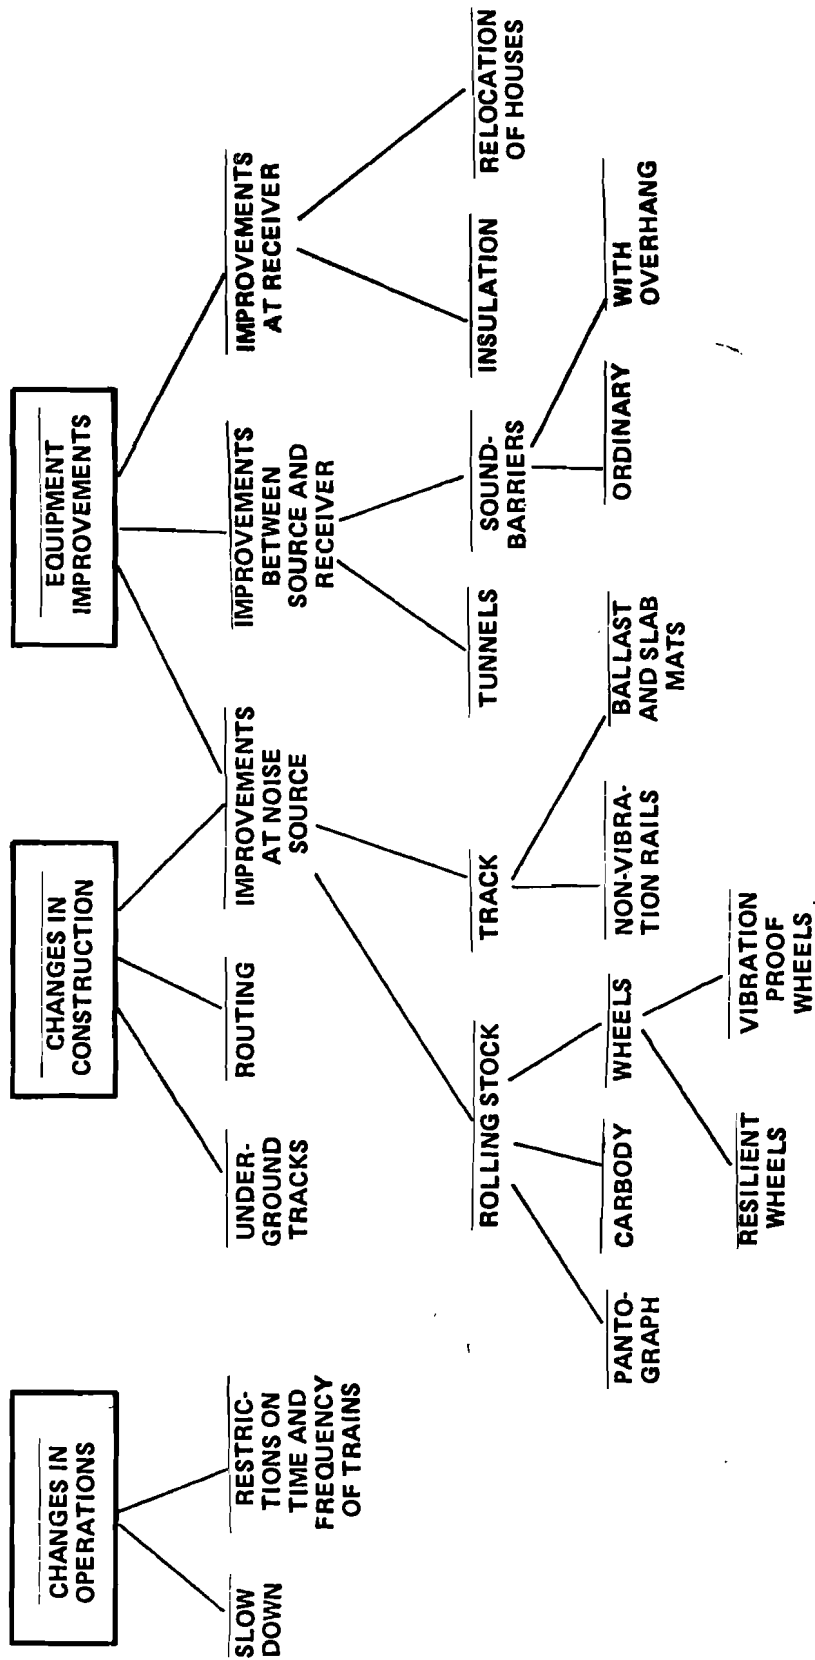 CHANGES IN
OPERATIONS
CHANGES IN
CONSTRUCTION
EQUIPMENT
IMPROVEMENTS
SLOW
DOWN
RESTRIC-
TIONS ON
TIME AND
FREQUENCY
OF TRAINS
UNDER-
GROUND
TRACKS
ROUTING
IMPROVEMENTS
AT NOISE
SOURCE
IMPROVEMENTS
BETWEEN
SOURCE AND
RECEIVER
IMPROVEMENTS
AT RECEIVER
ROLLING STOCK
TRACK
TUNNELS
SOUND-
BARRIERS
INSULATION
RELOCATION
OF HOUSES
PANTO-
GRAPH
CARBODY
WHEELS
NON-VIBRA-
TION RAILS
BALLAST
AND SLAB
MATS
ORDINARY
WITH
OVERHANG
RESILIENT
WHEELS
VIBRATION
PROOF
WHEELS